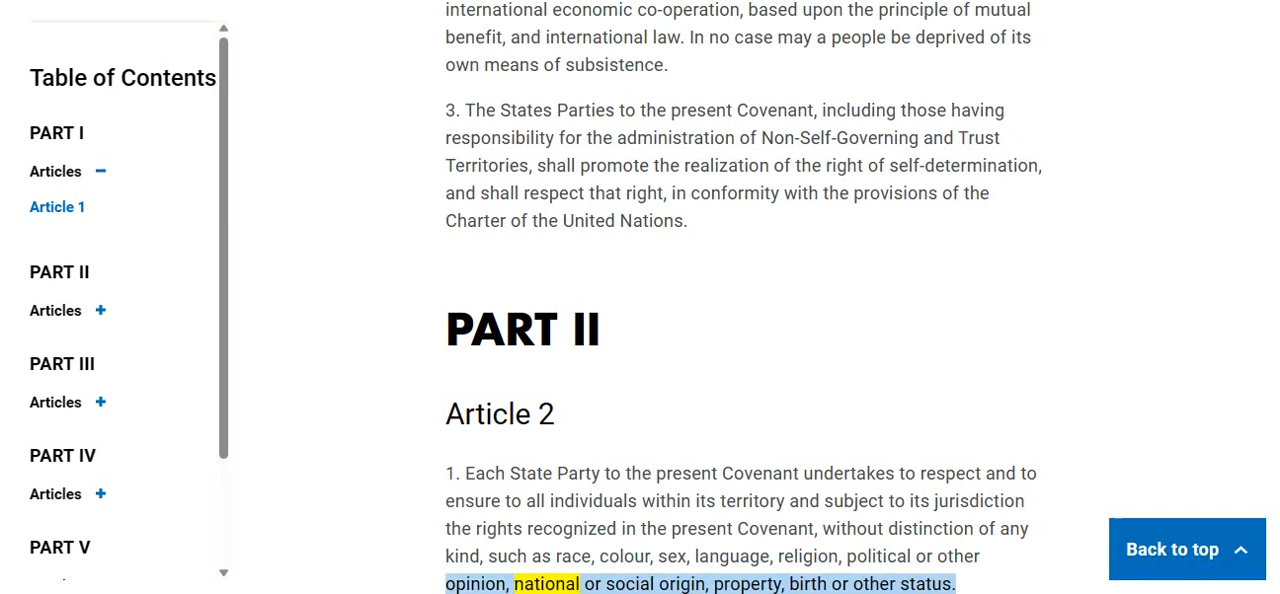 Table of Contents
PART I
Articles
Article 1
PART II
Articles
PART III
Articles
PART IV
Articles
PART V
international economic co-operation, based upon the principle of mutual
benefit, and international law. In no case may a people be deprived of its
own means of subsistence.
3. The States Parties to the present Covenant, including those having
responsibility for the administration of Non-Self-Governing and Trust
Territories, shall promote the realization of the right of self-determination,
and shall respect that right, in conformity with the provisions of the
Charter of the United Nations.
PART II
Article 2
1. Each State Party to the present Covenant undertakes to respect and to
ensure to all individuals within its territory and subject to its jurisdiction
the rights recognized in the present Covenant, without distinction of any
kind, such as race, colour, sex, language, religion, political or other
opinion, national or social origin, property, birth or other status.
Back to top